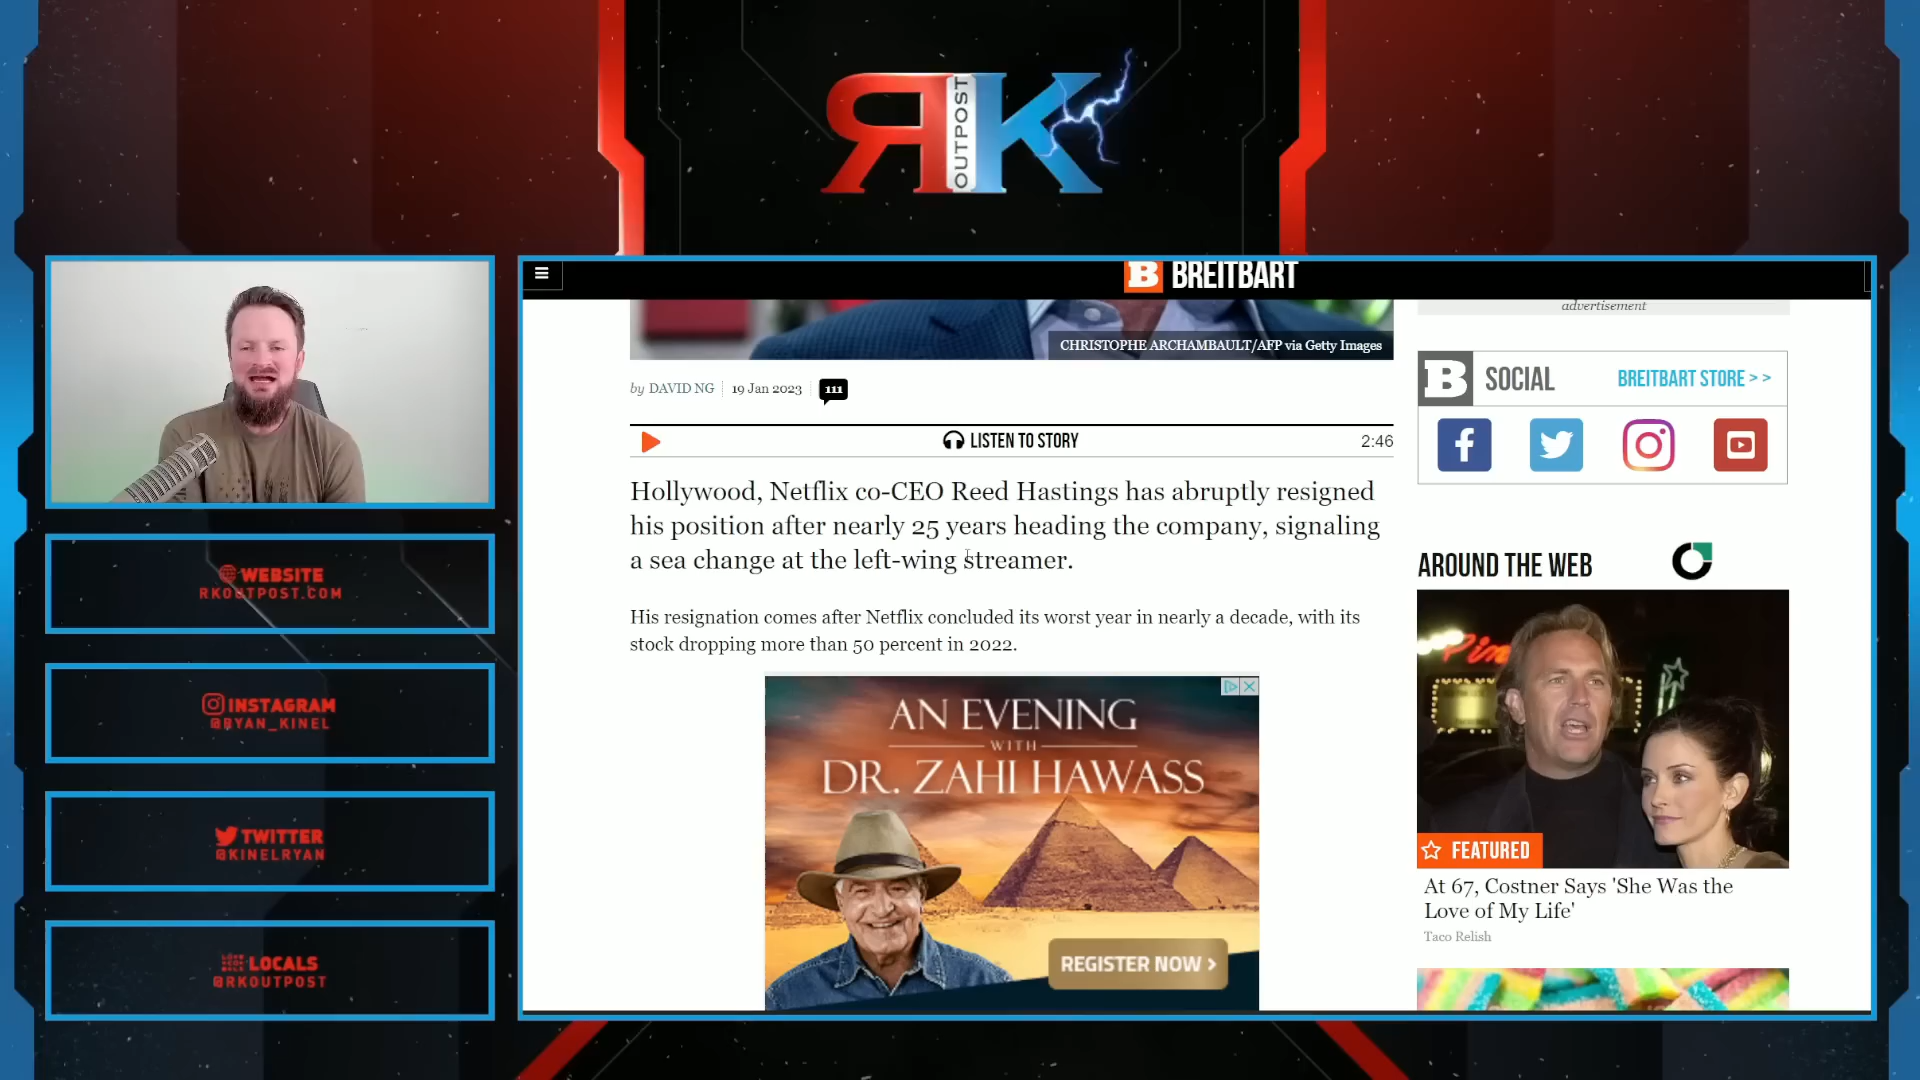 RK
OUTPOST
WEBSITE
RKOUTPOST.COM
INSTAGRAM
@RYAN_KINEL
TWITTER
@KINELRYAN
LOCALS
@RKOUTPOST
B BREITBART
CHRISTOPHE ARCHAMBAULT/AFP via Getty Images
by DAVID NG 19 Jan 2023 111
LISTEN TO STORY 2:46
Hollywood, Netflix co-CEO Reed Hastings has abruptly resigned
his position after nearly 25 years heading the company, signaling
a sea change at the left-wing streamer.
His resignation comes after Netflix concluded its worst year in nearly a decade, with its
stock dropping more than 50 percent in 2022.
AN EVENING
WITH
DR. ZAHI HAWASS
REGISTER NOW >
advertisement
B SOCIAL BREITBART STORE > >
AROUND THE WEB
FEATURED
At 67, Costner Says 'She Was the
Love of My Life'
Taco Relish